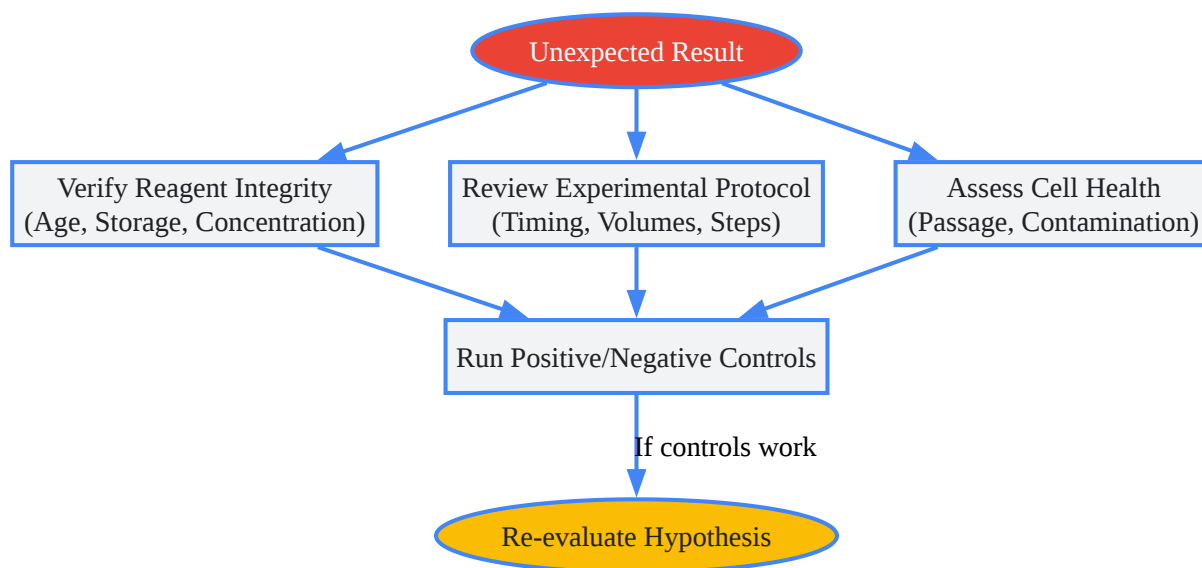 Unexpected Result
Verify Reagent Integrity
(Age, Storage, Concentration)
Review Experimental Protocol
(Timing, Volumes, Steps)
Assess Cell Health
(Passage, Contamination)
Run Positive/Negative Controls
If controls work
Re-evaluate Hypothesis